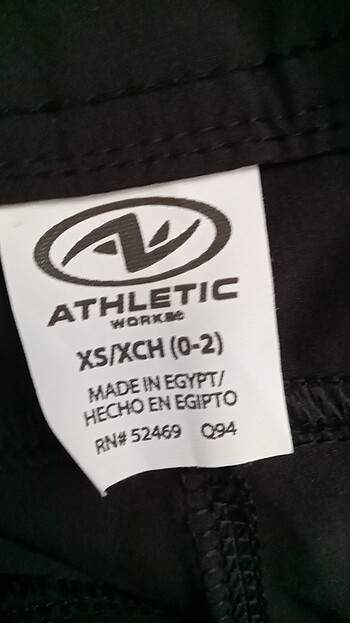 ATHLETIC
WORKS
XS/XCH (0-2)
MADE IN EGYPT/
HECHO EN EGIPTO
RN# 52469 Q94